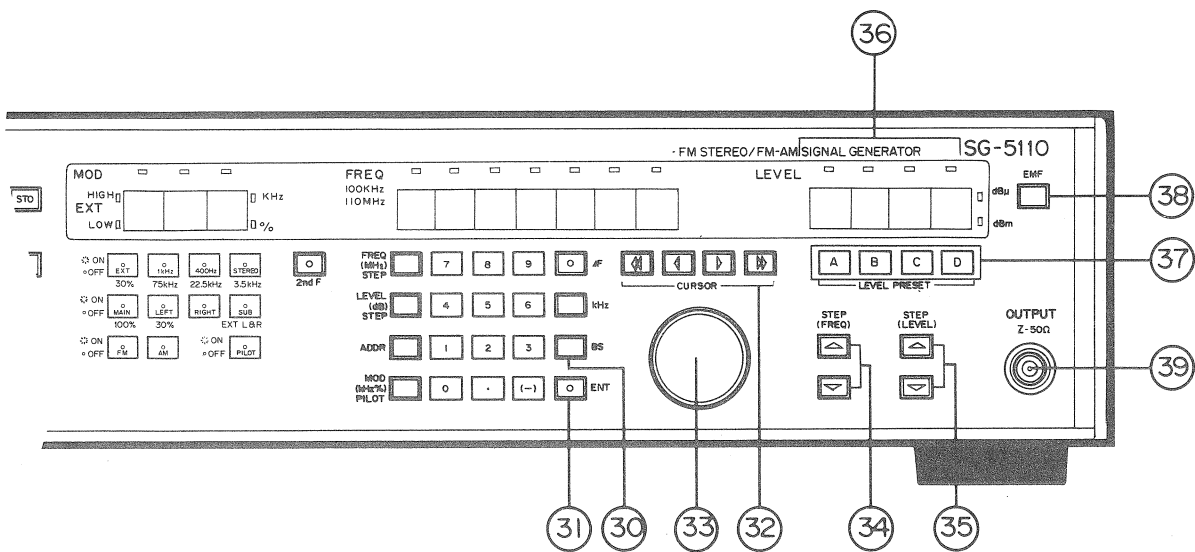 36
- FM STEREO/FM-AM SIGNAL GENERATOR SG-5110
MOD FREQ LEVEL EMF
STO HIGH KHz 100KHz dBμ
EXT 110MHz 38
LOW % dBm
ON FREQ 7 8 9 ΔF A B C D 37
OFF EXT 1kHz 400Hz STEREO (MHz)
30% 75kHz 22.5kHz 3.5kHz 2nd F STEP CURSOR LEVEL PRESET
ON LEVEL 4 5 6 kHz STEP STEP OUTPUT
OFF MAIN LEFT RIGHT SUB (dB) (FREQ) (LEVEL) Z-50Ω
100% 30% EXT L&R STEP
ON ON ADDR 1 2 3 BS
OFF FM AM OFF PILOT 39
MOD 0 . (-) ENT
(kHz%)
PILOT
31 30 33 32 34 35